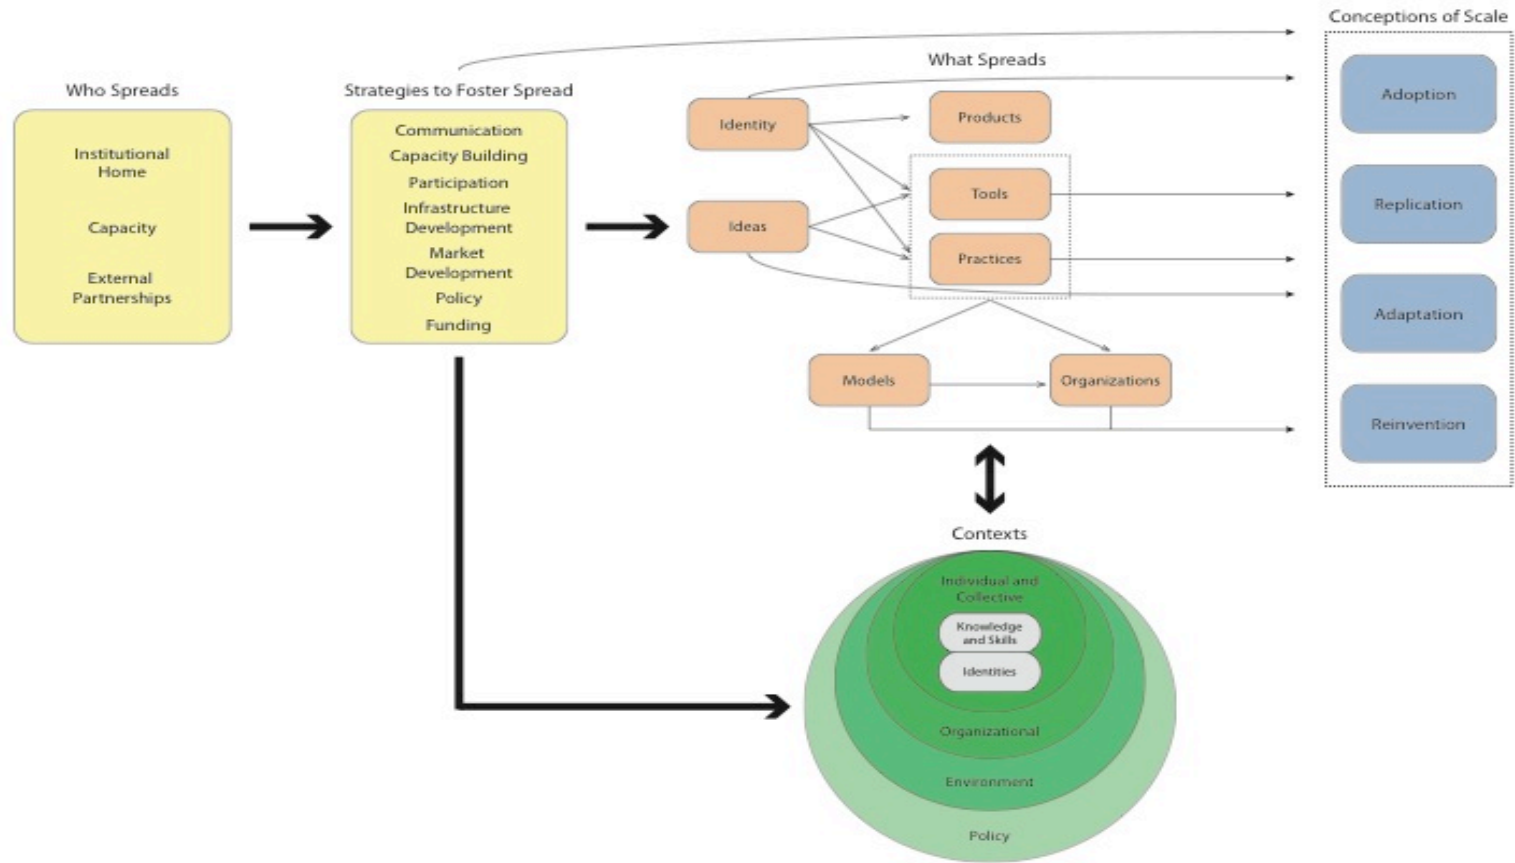 Conceptions of Scale
What Spreads
Who Spreads
Strategies to Foster Spread
Institutional
Home
Capacity
External
Partnerships
Communication
Capacity Building
Participation
Infrastructure
Development
Market
Development
Policy
Funding
Identity
Ideas
Products
Tools
Practices
Models
Organizations
Adoption
Replication
Adaptation
Reinvention
Contexts
Individual and
Collective
Knowledge
and Skills
Identities
Organizational
Environment
Policy